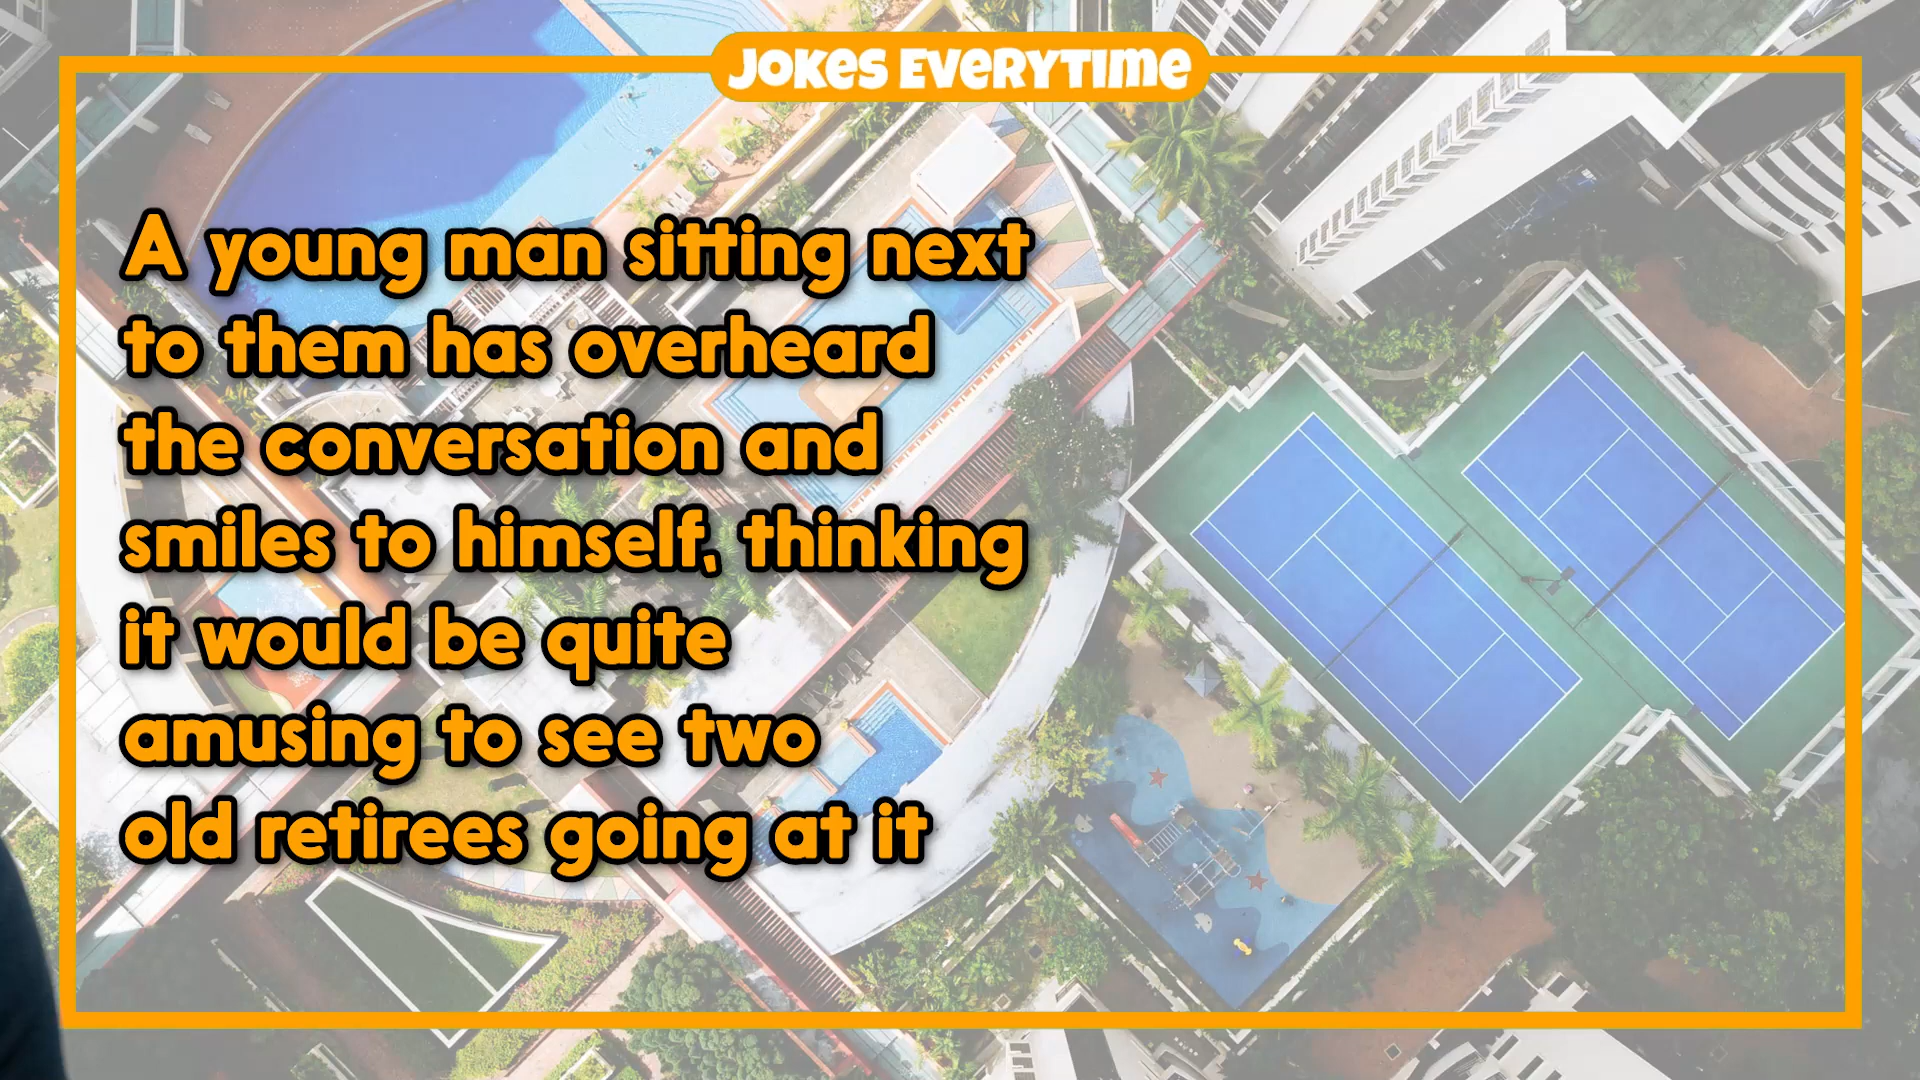 JOKES EVERYTIME
A young man sitting next
to them has overheard
the conversation and
smiles to himself, thinking
it would be quite
amusing to see two
old retirees going at it